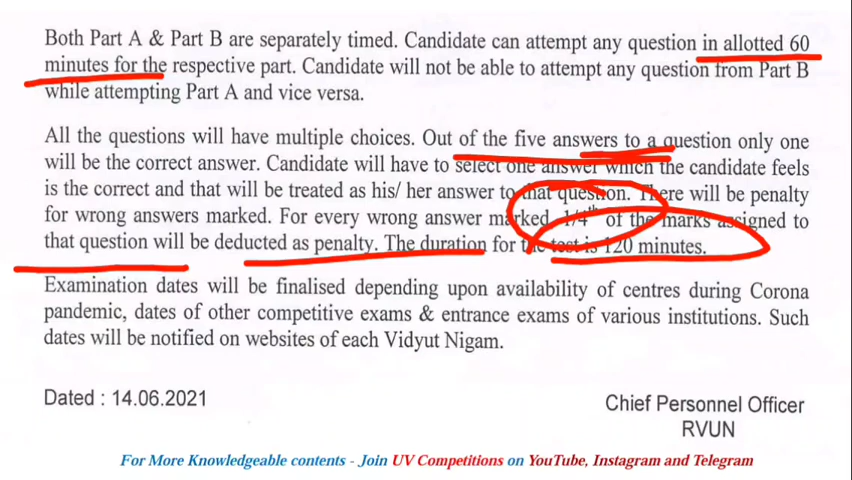 Both Part A & Part B are separately timed. Candidate can attempt any question in allotted 60
minutes for the respective part. Candidate will not be able to attempt any question from Part B
while attempting Part A and vice versa.
All the questions will have multiple choices. Out of the five answers to a question only one
will be the correct answer. Candidate will have to select one answer which the candidate feels
is the correct and that will be treated as his/ her answer to that question. There will be penalty
for wrong answers marked. For every wrong answer marked 1/4th of the marks assigned to
that question will be deducted as penalty. The duration for the test is 120 minutes.
Examination dates will be finalised depending upon availability of centres during Corona
pandemic, dates of other competitive exams & entrance exams of various institutions. Such
dates will be notified on websites of each Vidyut Nigam.
Dated : 14.06.2021
Chief Personnel Officer
RVUN
For More Knowledgeable contents - Join UV Competitions on YouTube, Instagram and Telegram